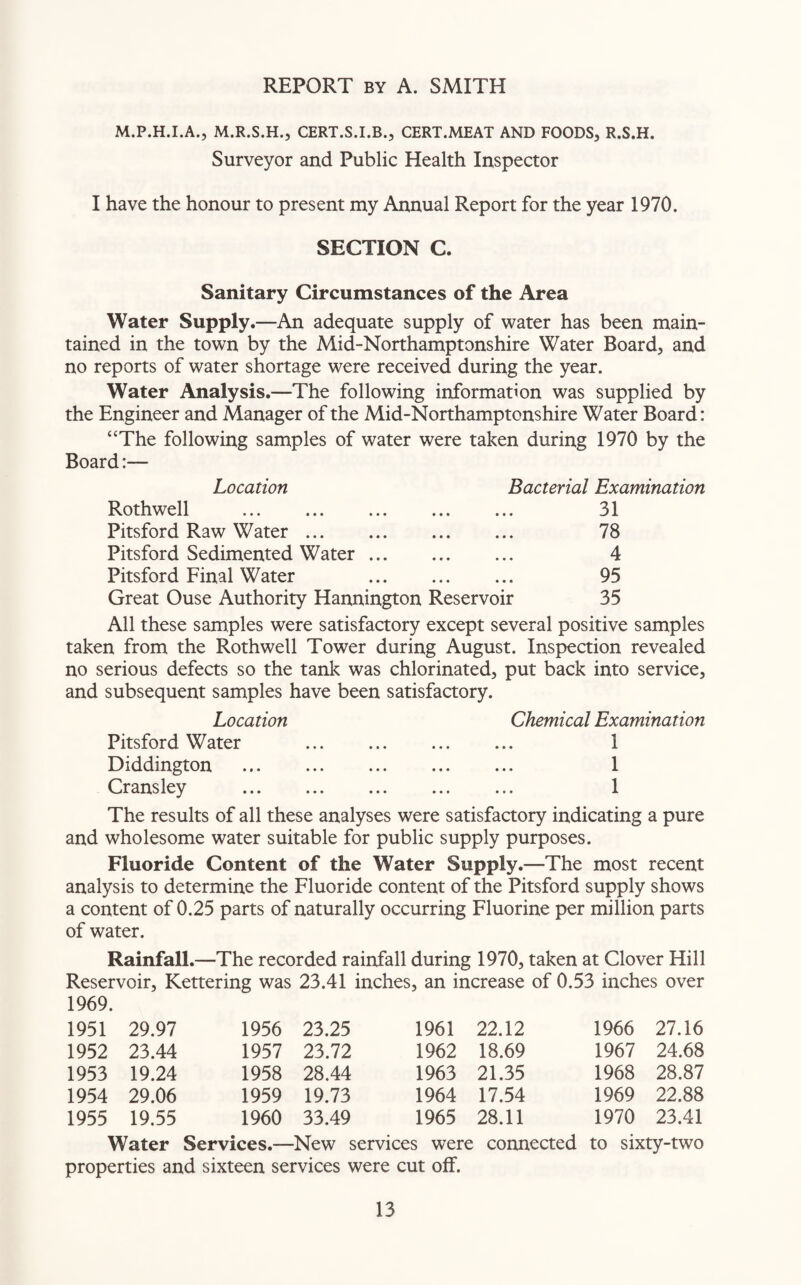 REPORT BY A. SMITH
M.P.H.I.A., M.R.S.H., CERT.S.I.B., CERT.MEAT AND FOODS, R.S.H.
Surveyor and Public Health Inspector
I have the honour to present my Annual Report for the year 1970.
SECTION C.
Sanitary Circumstances of the Area
Water Supply.—An adequate supply of water has been main-
tained in the town by the Mid-Northamptonshire Water Board, and
no reports of water shortage were received during the year.
Water Analysis.—The following information was supplied by
the Engineer and Manager of the Mid-Northamptonshire Water Board:
“The following samples of water were taken during 1970 by the
Board:—
Location Bacterial Examination
Rothwell ... ... ... ... ... 31
Pitsford Raw Water ... ... ... ... 78
Pitsford Sedimented Water ... ... ... 4
Pitsford Final Water ... ... ... 95
Great Ouse Authority Hannington Reservoir 35
All these samples were satisfactory except several positive samples
taken from the Rothwell Tower during August. Inspection revealed
no serious defects so the tank was chlorinated, put back into service,
and subsequent samples have been satisfactory.
Location Chemical Examination
Pitsford Water ... ... ... ... 1
Diddington ... ... ... ... ... 1
Cransley ... ... ... ... ... 1
The results of all these analyses were satisfactory indicating a pure
and wholesome water suitable for public supply purposes.
Fluoride Content of the Water Supply.—The most recent
analysis to determine the Fluoride content of the Pitsford supply shows
a content of 0.25 parts of naturally occurring Fluorine per million parts
of water.
Rainfall.—The recorded rainfall during 1970, taken at Clover Hill
Reservoir, Kettering was 23.41 inches, an increase of 0.53 inches over
1969.
1951 29.97 1956 23.25 1961 22.12 1966 27.16
1952 23.44 1957 23.72 1962 18.69 1967 24.68
1953 19.24 1958 28.44 1963 21.35 1968 28.87
1954 29.06 1959 19.73 1964 17.54 1969 22.88
1955 19.55 1960 33.49 1965 28.11 1970 23.41
Water Services.—New services were connected to sixty-two
properties and sixteen services were cut off.
13